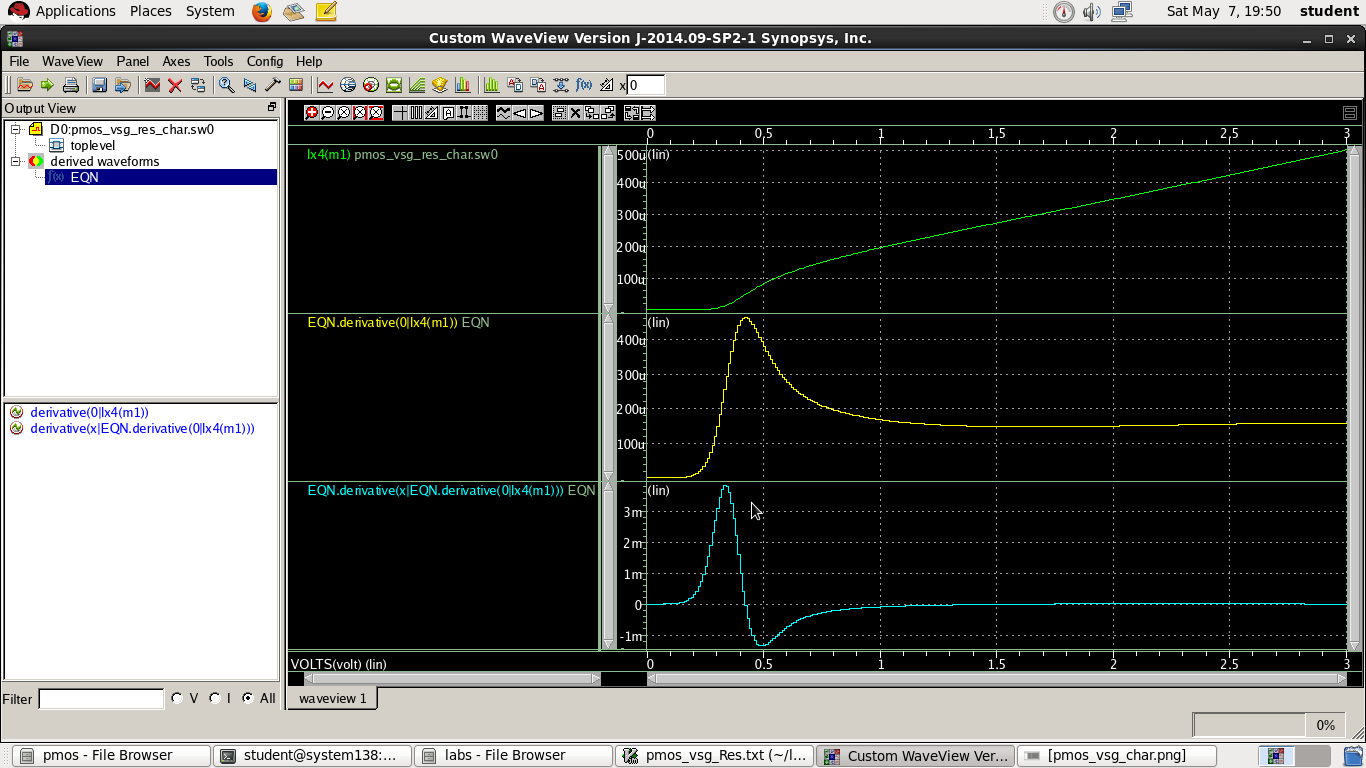 Applications Places System Sat May 7, 19:50 student
Custom WaveView Version J-2014.09-SP2-1 Synopsys, Inc.
File WaveView Panel Axes Tools Config Help
x 0
Output View
D0:pmos_vsg_res_char.sw0
toplevel
derived waveforms
f(x) EQN
derivative(0|lx4(m1))
derivative(x|EQN.derivative(0|lx4(m1)))
Filter V I All
0 0.5 1 1.5 2 2.5 3
lx4(m1) pmos_vsg_res_char.sw0
500u (lin)
400u
300u
200u
100u
EQN.derivative(0|lx4(m1)) EQN
(lin)
400u
300u
200u
100u
EQN.derivative(x|EQN.derivative(0|lx4(m1))) EQN
(lin)
3m
2m
1m
0
-1m
VOLTS(volt) (lin) 0 0.5 1 1.5 2 2.5 3
waveview 1
0%
pmos - File Browser student@system138:... labs - File Browser pmos_vsg_Res.txt (~/l... Custom WaveView Ver... [pmos_vsg_char.png]